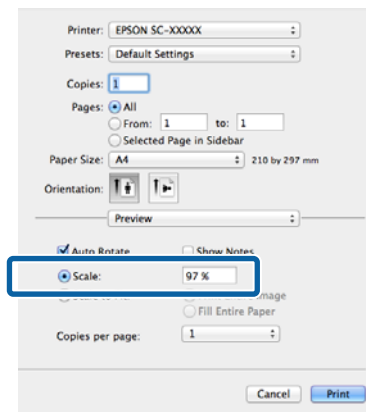 Printer: EPSON SC-XXXXX
Presets: Default Settings
Copies: 1
Pages: All
From: 1 to: 1
Selected Page in Sidebar
Paper Size: A4 210 by 297 mm
Orientation:
Preview
Auto Rotate Show Notes
Scale: 97 %
Image
Fill Entire Paper
Copies per page: 1
Cancel Print